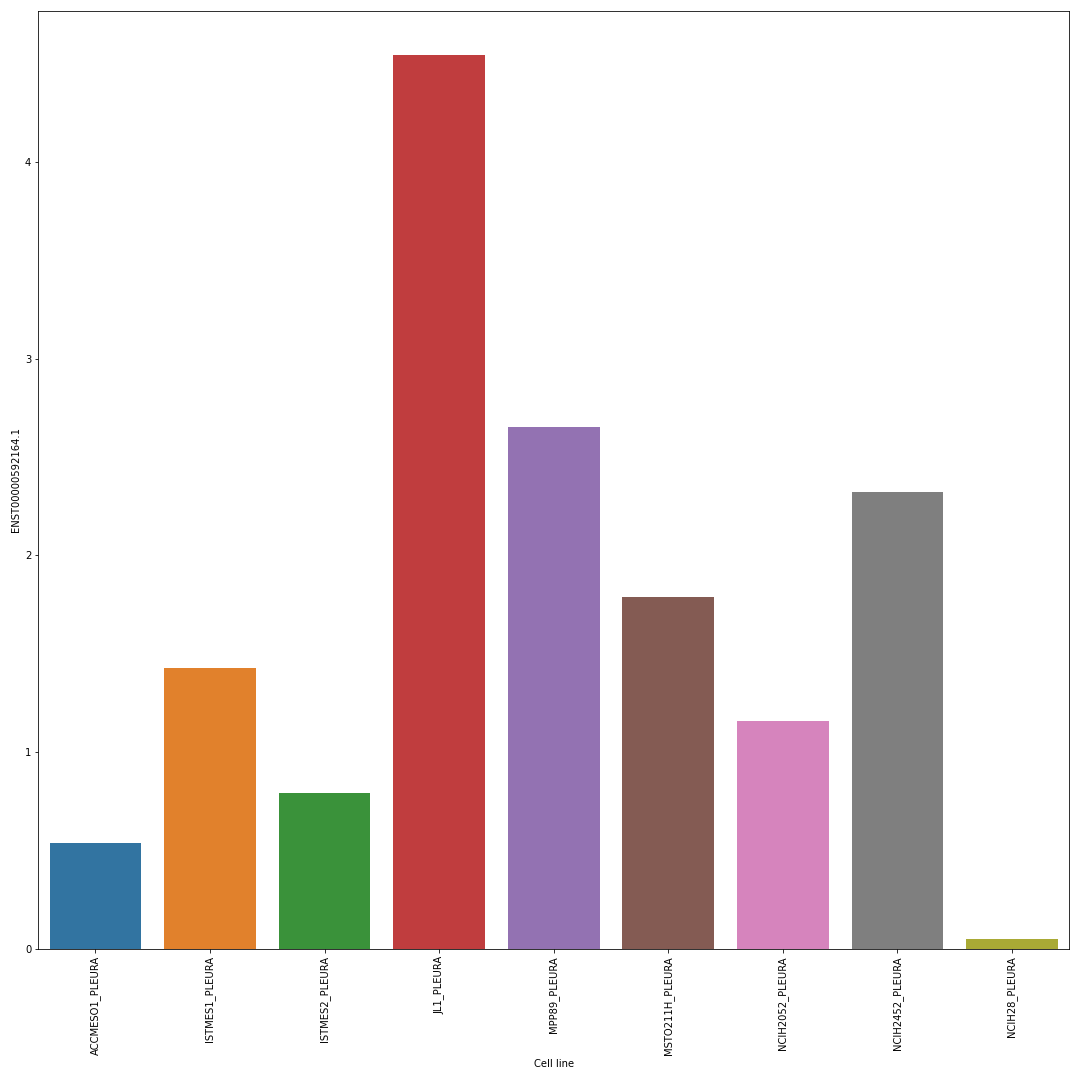 ENST00000592164.1
4
3
2
1
0
ACCMESO1_PLEURA
ISTMES1_PLEURA
ISTMES2_PLEURA
JL1_PLEURA
MPP89_PLEURA
MSTO211H_PLEURA
NCIH2052_PLEURA
NCIH2452_PLEURA
NCIH28_PLEURA
Cell line